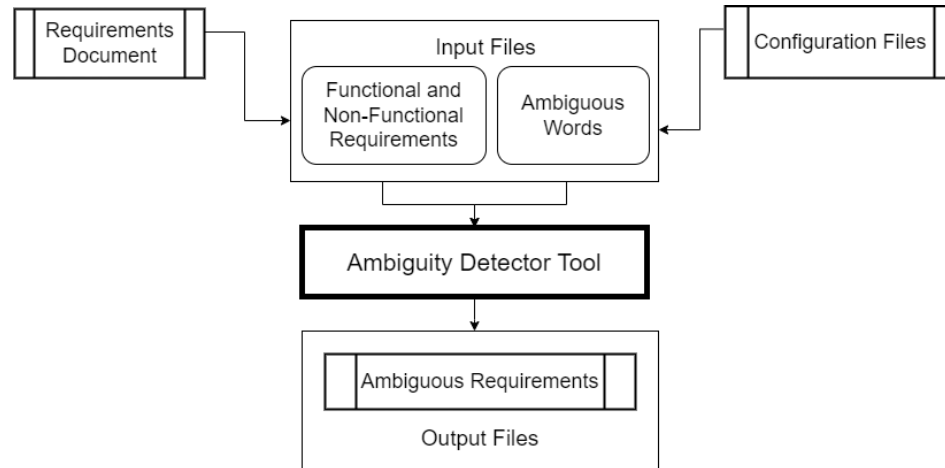 Requirements
Document
Input Files
Configuration Files
Functional and
Non-Functional
Requirements
Ambiguous
Words
Ambiguity Detector Tool
Ambiguous Requirements
Output Files